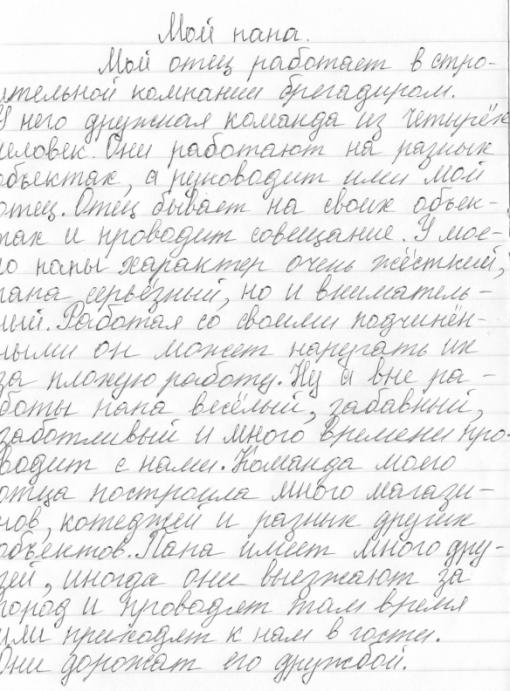 Мой папа.
Мой отец работает в стро-
ительной компании бригадиром.
У него дружная команда из четырёх
человек. Они работают на разных
объектах, а руководит ими мой
отец. Отец бывает на своих объек-
тах и проводит совещание. У мое-
го папы характер очень жёсткий,
папа серьёзный, но и вниматель-
ный. Работая со своими подчинён-
ными он может наругать их
за плохую работу. Ну а вне ра-
боты папа весёлый, забавный,
заботливый и много времени про-
водит с нами. Команда моего
отца построила много магази-
нов, котеджей и разных других
объектов. Папа имеет много дру-
зей, иногда они выезжают за
город и проводят там время
или приходят к нам в гости.
Они дорожат его дружбой.